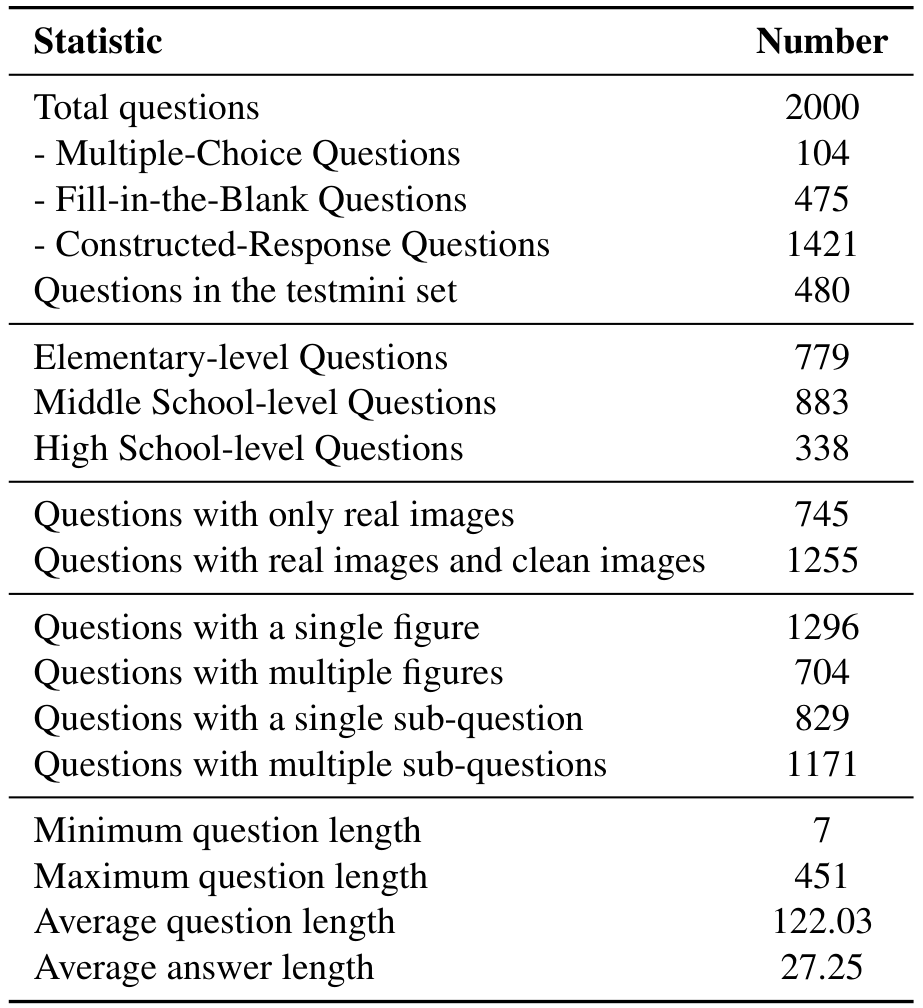 Statistic Number
Total questions 2000
- Multiple-Choice Questions 104
- Fill-in-the-Blank Questions 475
- Constructed-Response Questions 1421
Questions in the testmini set 480
Elementary-level Questions 779
Middle School-level Questions 883
High School-level Questions 338
Questions with only real images 745
Questions with real images and clean images 1255
Questions with a single figure 1296
Questions with multiple figures 704
Questions with a single sub-question 829
Questions with multiple sub-questions 1171
Minimum question length 7
Maximum question length 451
Average question length 122.03
Average answer length 27.25